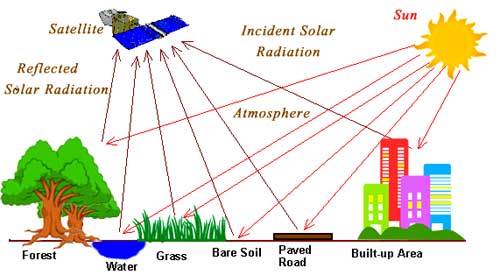 Satellite
Incident Solar
Radiation
Sun
Reflected
Solar Radiation
Atmosphere
Forest
Water
Grass
Bare Soil
Paved
Road
Built-up Area